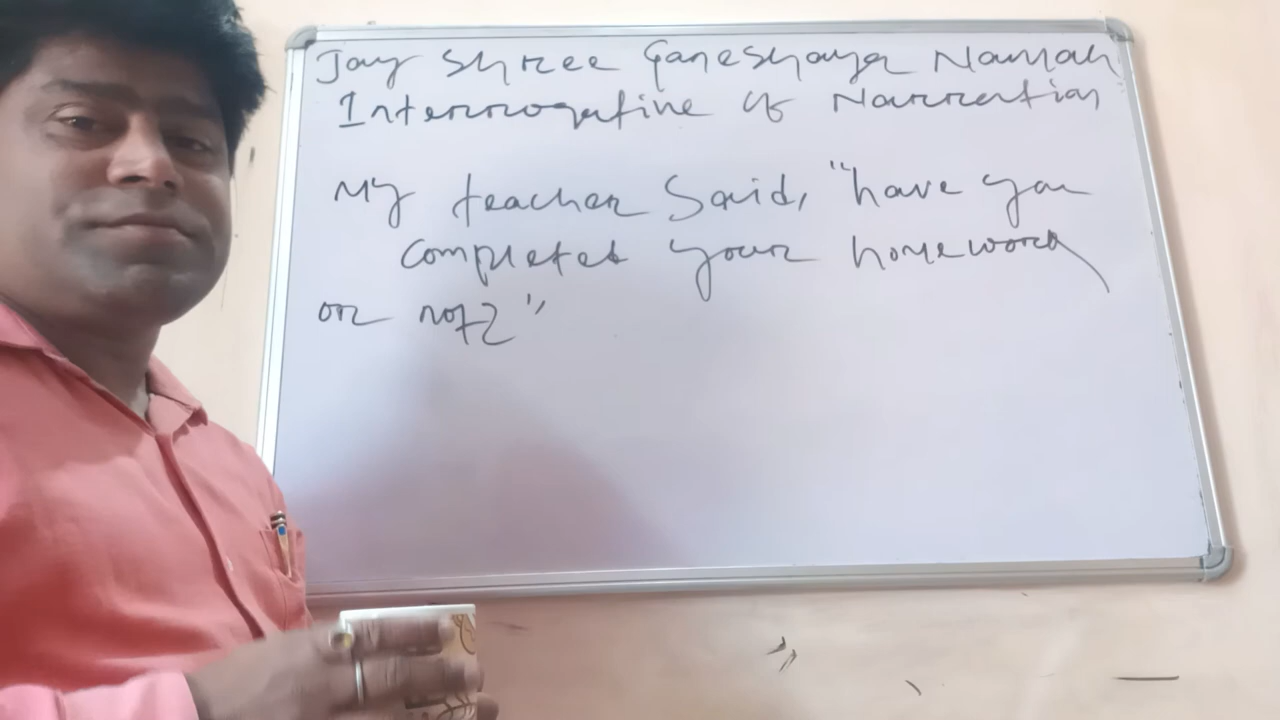 Jay Shree Ganeshaya Namah
Interrogative of Narration
My teacher Said, "have you
completed your homework
or not?"